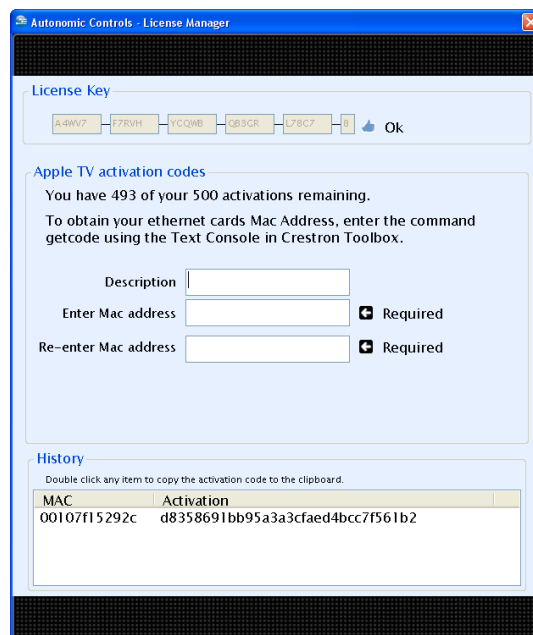 Autonomic Controls - License Manager
License Key
A4WV7 - F7RVH - YCQWB - QB3GR - L78C7 - 8 Ok
Apple TV activation codes
You have 493 of your 500 activations remaining.
To obtain your ethernet cards Mac Address, enter the command
getcode using the Text Console in Crestron Toolbox.
Description
Enter Mac address Required
Re-enter Mac address Required
History
Double click any item to copy the activation code to the clipboard.
MAC Activation
00107f15292c d8358691bb95a3a3cfaed4bcc7f561b2